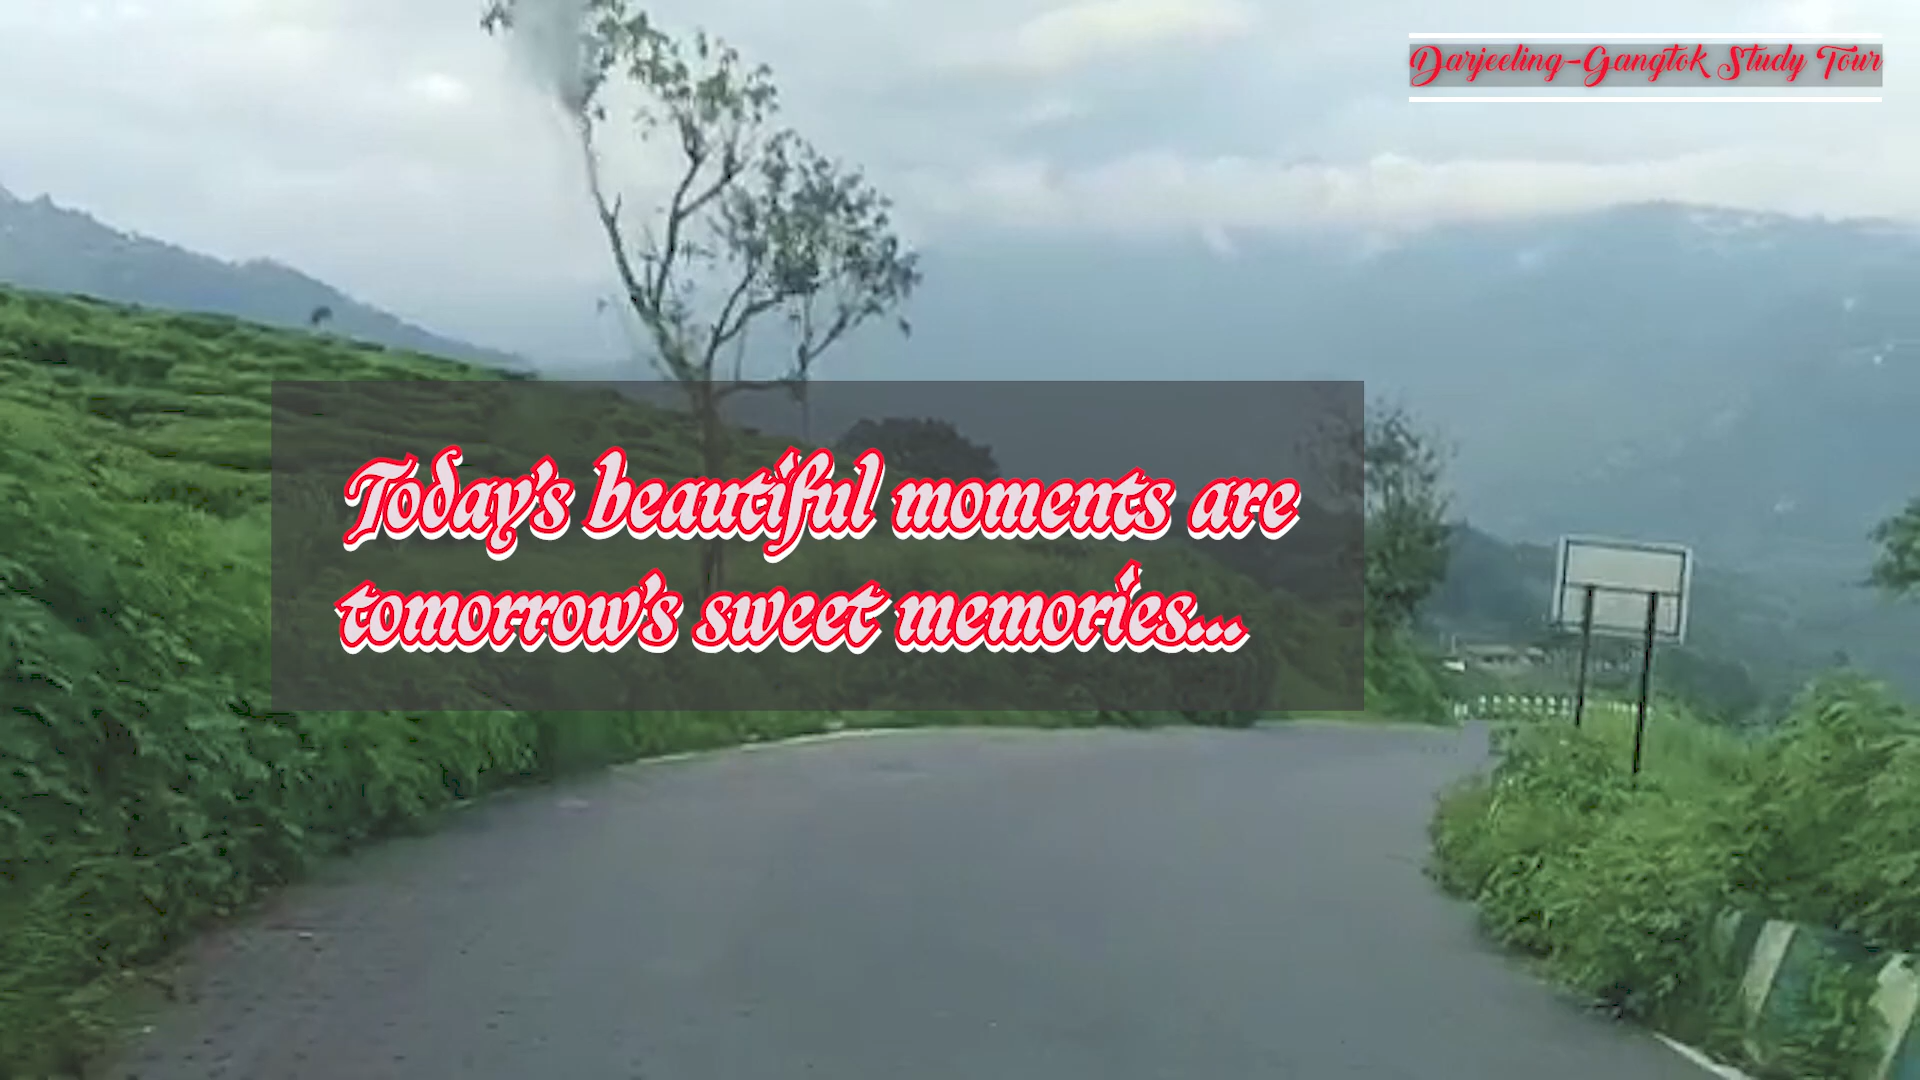 Darjeeling-Gangtok Study Tour
Today's beautiful moments are
tomorrow's sweet memories...